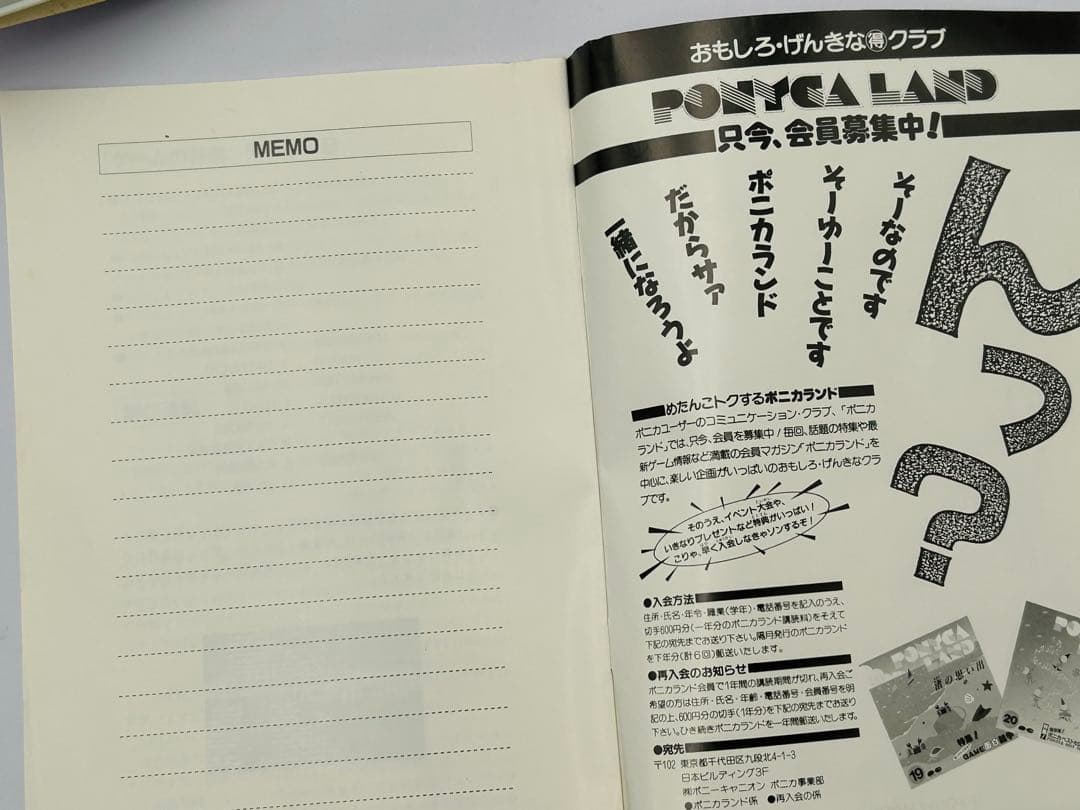 MEMO
おもしろ・げんきな得クラブ
PONYCA LAND
只今、会員募集中!
んっ?
そーなのです
そーゆーことです
ポニカランド
だからサァ
一緒になろうよ
めたんこトクするポニカランド
ポニカユーザーのコミュニケーション・クラブ、「ポニカ
ランド」では、只今、会員を募集中!毎回、話題の特集や最
新ゲーム情報など満載の会員マガジン「ポニカランド」を
中心に、楽しい企画がいっぱいのおもしろ・げんきなクラ
ブです。
そのうえ、イベント大会や、
いきなりプレゼントなど特典がいっぱい!
こりゃ、早く入会しなきゃソンするぞ!
●入会方法
住所・氏名・年令・職業(学年)・電話番号を記入のうえ、
切手600円分(一年分のポニカランド講読料)をそえて
下記の宛先までお送り下さい。隔月発行のポニカランド
を下年分(計6回)郵送いたします。
●再入会のお知らせ
ポニカランド会員で1年間の講読期間が切れ、再入会ご
希望の方は住所・氏名・年齢・電話番号・会員番号を明
記の上、600円分の切手(1年分)を下記の宛先までお送り
下さい。ひき続きポニカランドを一年間郵送いたします。
●宛先
〒102 東京都千代田区九段北4-1-3
日本ビルディング3F
㈱ポニーキャニオン ポニカ事業部
●ポニカランド係 ●再入会の係
PONYCA
LAND
渚の思い出
特集!
19
PO
20